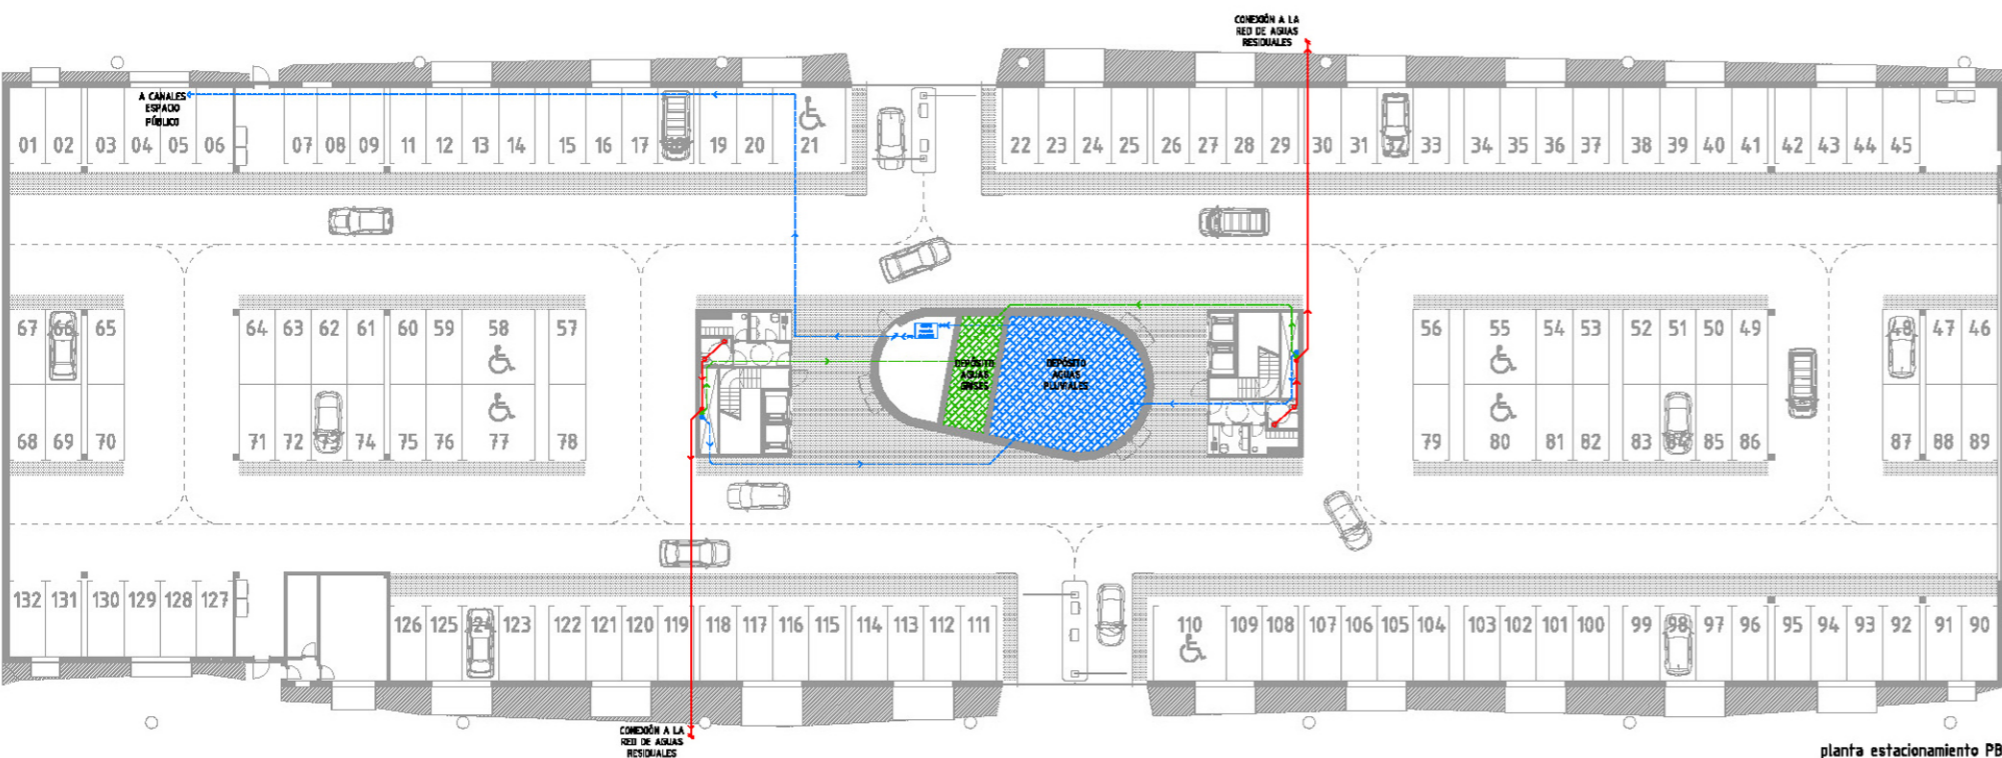 CONEXIÓN A LA
RED DE AGUAS
RESIDUALES
A CANALES
ESPACIO
PÚBLICO
01 02 03 04 05 06 07 08 09 11 12 13 14 15 16 17 19 20 21 22 23 24 25 26 27 28 29 30 31 32 33 34 35 36 37 38 39 40 41 42 43 44 45
67 66 65 64 63 62 61 60 59 58 57 56 55 54 53 52 51 50 49 48 47 46
DEPÓSITO
AGUAS
GRISES
DEPÓSITO
AGUAS
PLUVIALES
68 69 70 71 72 73 74 75 76 77 78 79 80 81 82 83 84 85 86 87 88 89
132 131 130 129 128 127 126 125 124 123 122 121 120 119 118 117 116 115 114 113 112 111 110 109 108 107 106 105 104 103 102 101 100 99 98 97 96 95 94 93 92 91 90
CONEXIÓN A LA
RED DE AGUAS
RESIDUALES
planta estacionamiento PB